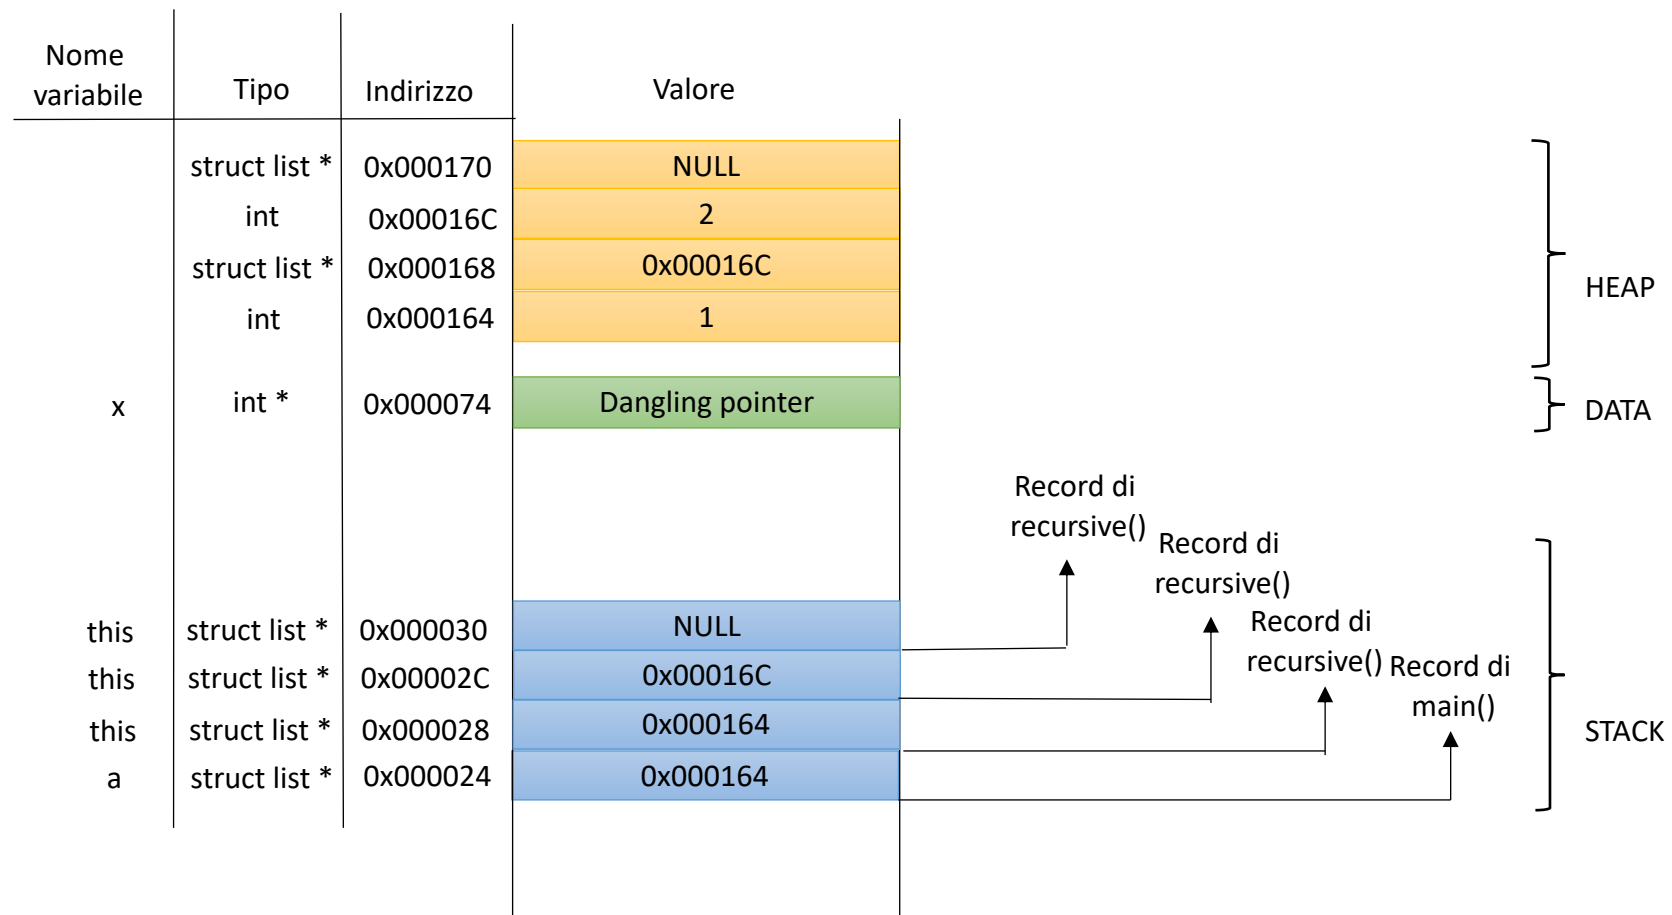 Nome
variabile
Tipo
Indirizzo
Valore
struct list *
0x000170
NULL
int
0x00016C
2
struct list *
0x000168
0x00016C
int
0x000164
1
HEAP
x
int *
0x000074
Dangling pointer
DATA
Record di
recursive()
Record di
recursive()
Record di
recursive()
Record di
main()
this
struct list *
0x000030
NULL
this
struct list *
0x00002C
0x00016C
this
struct list *
0x000028
0x000164
STACK
a
struct list *
0x000024
0x000164